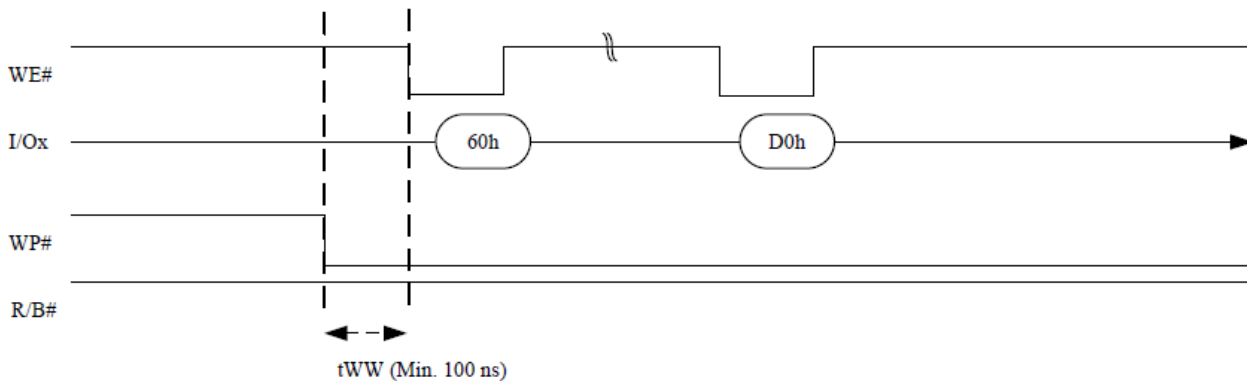 WE#
I/Ox
60h
D0h
WP#
R/B#
tWW (Min. 100 ns)